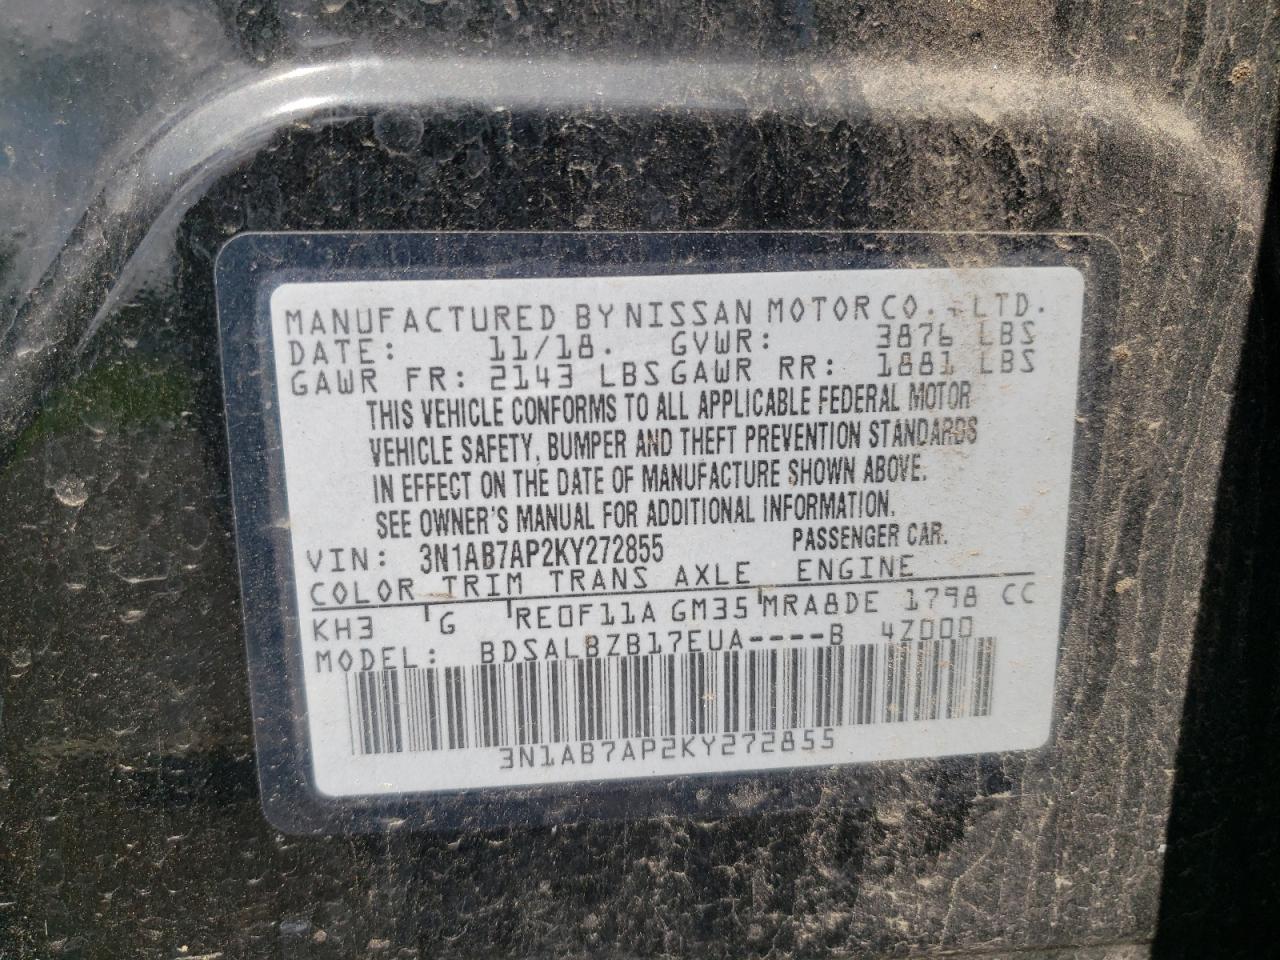 MANUFACTURED BY NISSAN MOTOR CO., LTD.
DATE: 11/18. GVWR: 3876 LBS
GAWR FR: 2143 LBS GAWR RR: 1881 LBS
THIS VEHICLE CONFORMS TO ALL APPLICABLE FEDERAL MOTOR
VEHICLE SAFETY, BUMPER AND THEFT PREVENTION STANDARDS
IN EFFECT ON THE DATE OF MANUFACTURE SHOWN ABOVE.
SEE OWNER'S MANUAL FOR ADDITIONAL INFORMATION.
VIN: 3N1AB7AP2KY272855 PASSENGER CAR.
COLOR TRIM TRANS AXLE ENGINE
KH3 G RE0F11A GM35 MRA8DE 1798 CC
MODEL: BDSALBZB17EUA----B 4Z000
3N1AB7AP2KY272855